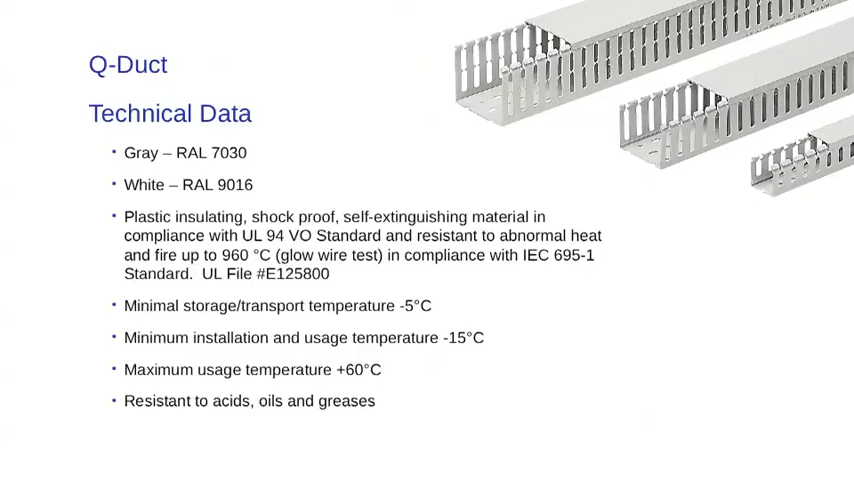 Q-Duct
Technical Data
▪ Gray – RAL 7030
▪ White – RAL 9016
▪ Plastic insulating, shock proof, self-extinguishing material in
compliance with UL 94 VO Standard and resistant to abnormal heat
and fire up to 960 °C (glow wire test) in compliance with IEC 695-1
Standard.  UL File #E125800
▪ Minimal storage/transport temperature -5°C
▪ Minimum installation and usage temperature -15°C
▪ Maximum usage temperature +60°C
▪ Resistant to acids, oils and greases